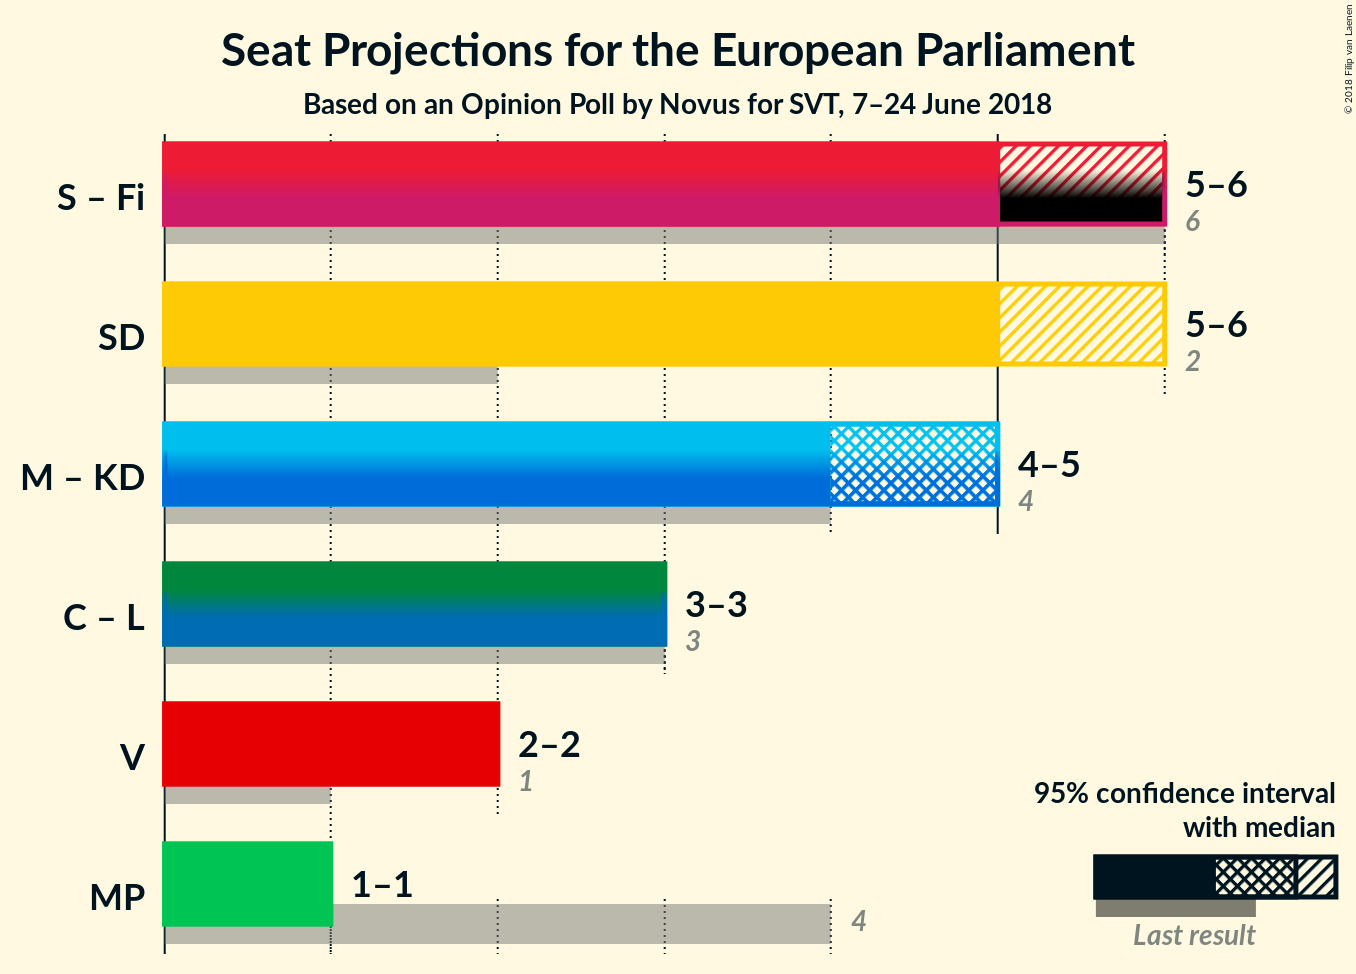 Seat Projections for the European Parliament
Based on an Opinion Poll by Novus for SVT, 7–24 June 2018
© 2018 Filip van Laenen
S – Fi
5–6
6
SD
5–6
2
M – KD
4–5
4
C – L
3–3
3
V
2–2
1
MP
1–1
4
95% confidence interval
with median
Last result